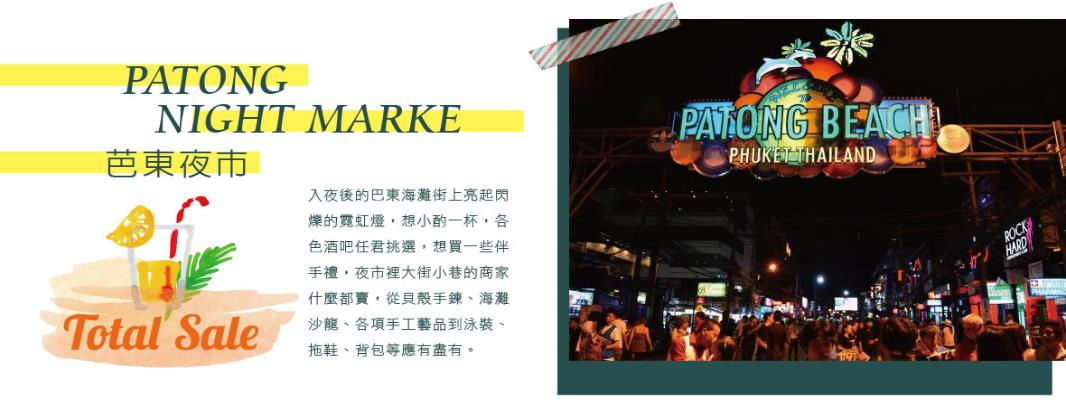 PATONG
NIGHT MARKE
芭東夜市
入夜後的巴東海灘街上亮起閃
爍的霓虹燈，想小酌一杯，各
色酒吧任君挑選，想買一些伴
手禮，夜市裡大街小巷的商家
什麼都賣，從貝殼手鍊、海灘
沙龍、各項手工藝品到泳裝、
拖鞋、背包等應有盡有。
Total Sale
WELCOME
TO
PATONG BEACH
PHUKET THAILAND
ROCK
HARD